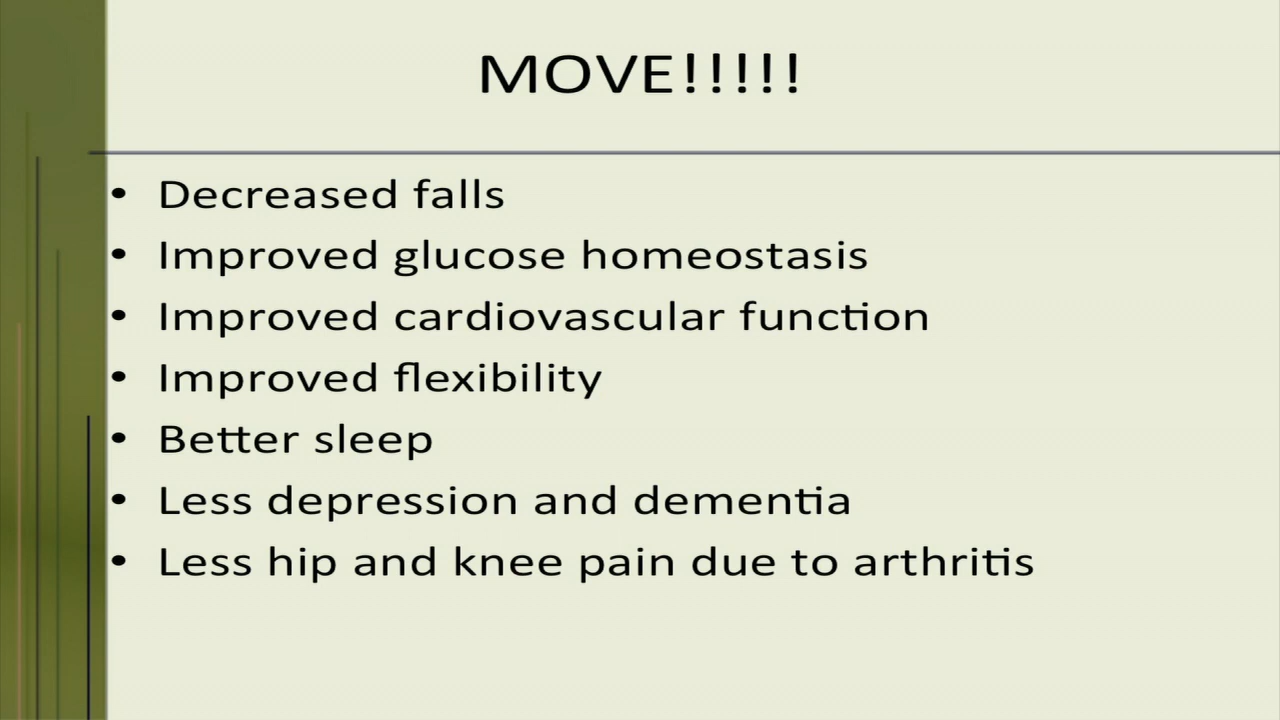 MOVE!!!!!
• Decreased falls
• Improved glucose homeostasis
• Improved cardiovascular function
• Improved flexibility
• Better sleep
• Less depression and dementia
• Less hip and knee pain due to arthritis